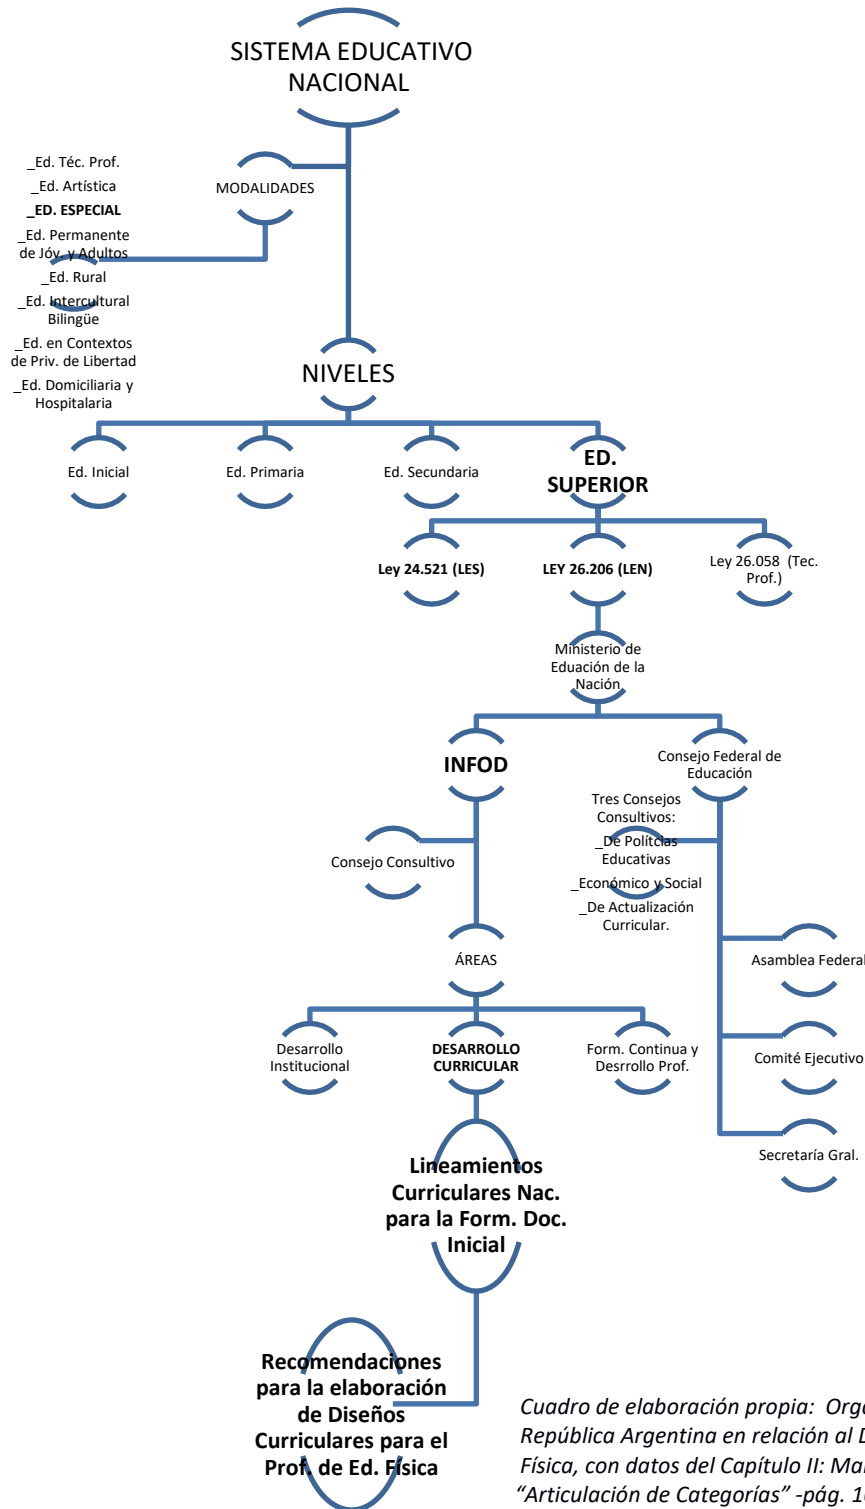 SISTEMA EDUCATIVO
NACIONAL
MODALIDADES
_Ed. Téc. Prof.
_Ed. Artística
_ED. ESPECIAL
_Ed. Permanente
de Jóv. y Adultos
_Ed. Rural
_Ed. Intercultural
Bilingüe
_Ed. en Contextos
de Priv. de Libertad
_Ed. Domiciliaria y
Hospitalaria
NIVELES
Ed. Inicial
Ed. Primaria
Ed. Secundaria
ED.
SUPERIOR
Ley 24.521 (LES)
LEY 26.206 (LEN)
Ley 26.058 (Tec.
Prof.)
Ministerio de
Eduación de la
Nación
INFOD
Consejo Federal de
Educación
Consejo Consultivo
Tres Consejos
Consultivos:
_De Polítcias
Educativas
_Económico y Social
_De Actualización
Curricular.
ÁREAS
Asamblea Federal
Desarrollo
Institucional
DESARROLLO
CURRICULAR
Form. Continua y
Desrrollo Prof.
Comité Ejecutivo
Secretaría Gral.
Lineamientos
Curriculares Nac.
para la Form. Doc.
Inicial
Recomendaciones
para la elaboración
de Diseños
Curriculares para el
Prof. de Ed. Física
Cuadro de elaboración propia:
República Argentina en relación al
Física, con datos del Capítulo II:
"Articulación de Categorías" -pág.